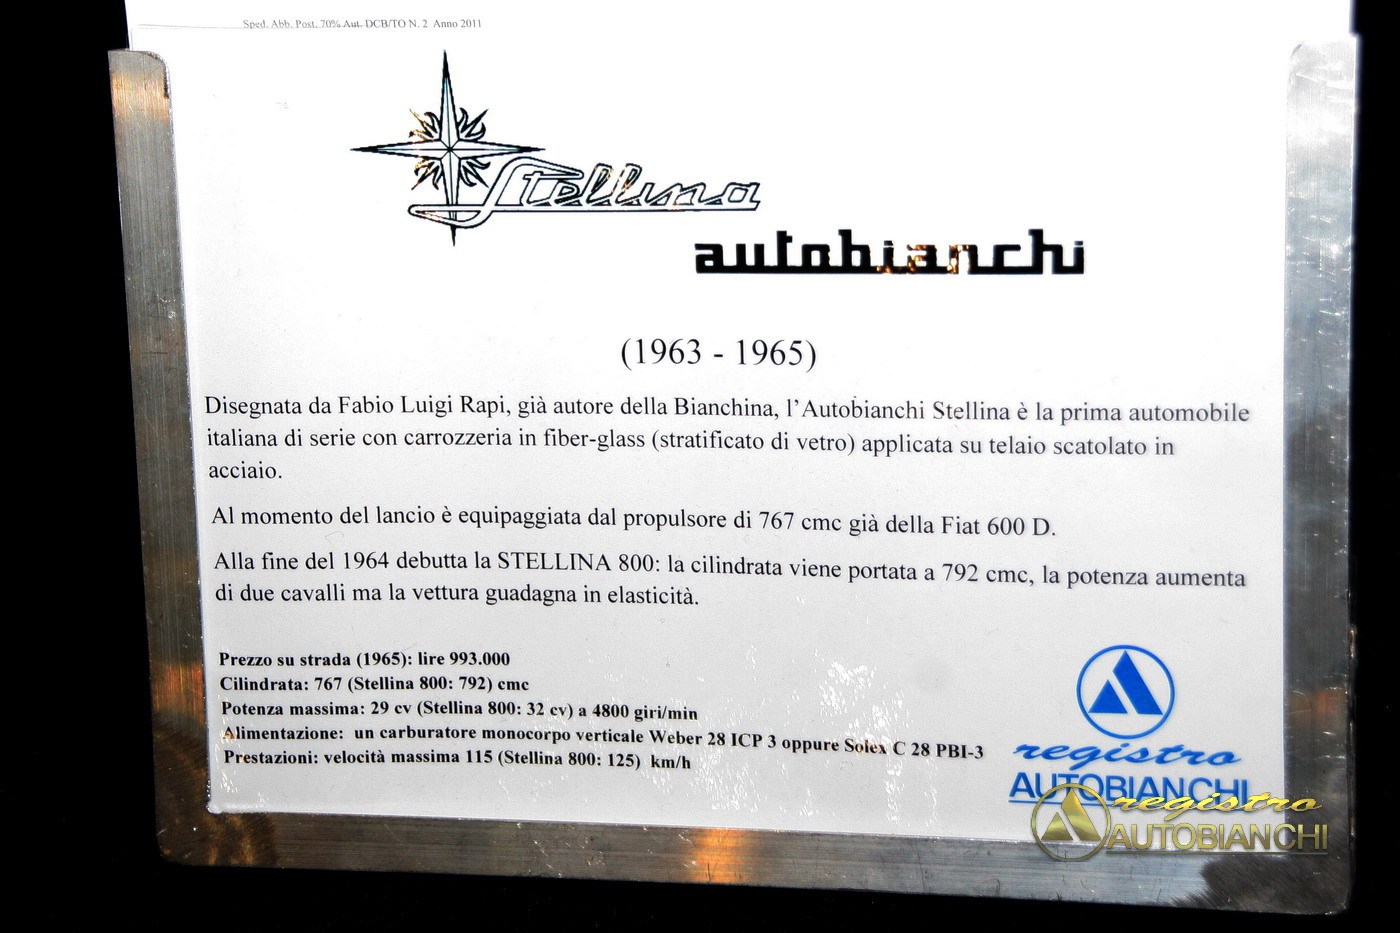 Sped. Abb. Post. 70% Aut. DCB/TO N. 2 Anno 2011
Stellina
autobianchi
(1963 - 1965)
Disegnata da Fabio Luigi Rapi, già autore della Bianchina, l’Autobianchi Stellina è la prima automobile
italiana di serie con carrozzeria in fiber-glass (stratificato di vetro) applicata su telaio scatolato in
acciaio.
Al momento del lancio è equipaggiata dal propulsore di 767 cmc già della Fiat 600 D.
Alla fine del 1964 debutta la STELLINA 800: la cilindrata viene portata a 792 cmc, la potenza aumenta
di due cavalli ma la vettura guadagna in elasticità.
Prezzo su strada (1965): lire 993.000
Cilindrata: 767 (Stellina 800: 792) cmc
Potenza massima: 29 cv (Stellina 800: 32 cv) a 4800 giri/min
Alimentazione: un carburatore monocorpo verticale Weber 28 ICP 3 oppure Solex C 28 PBI-3
Prestazioni: velocità massima 115 (Stellina 800: 125) km/h
registro
AUTOBIANCHI
registro
AUTOBIANCHI